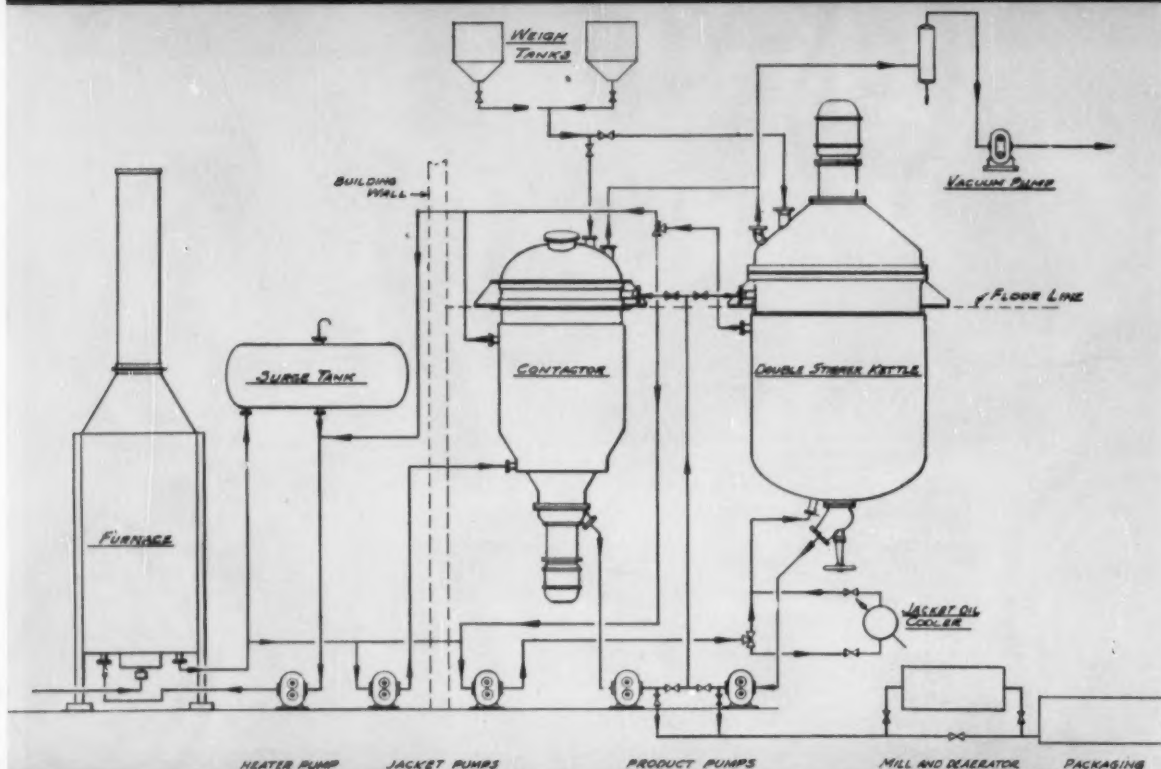 WEIGH
TANKS
BUILDING
WALL
VACUUM PUMP
FLOOR LINE
SURGE TANK
CONTACTOR
DOUBLE STIRRER KETTLE
FURNACE
JACKET OIL
COOLER
HEATER PUMP
JACKET PUMPS
PRODUCT PUMPS
MILL AND DEAERATOR
PACKAGING